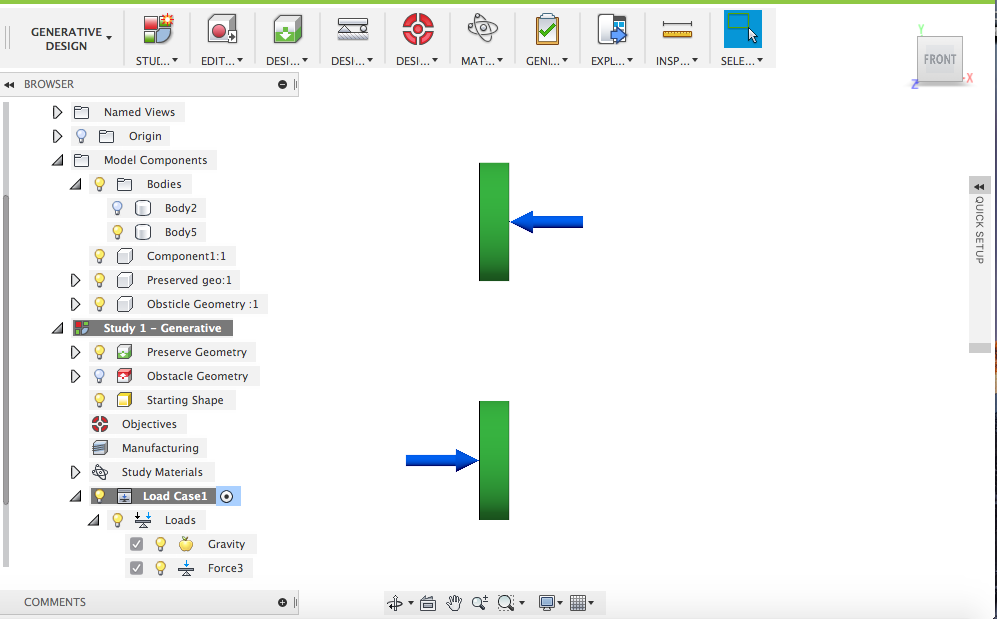 GENERATIVE
DESIGN
STU... EDIT... DESI... DESI... DESI... MAT... GENI... EXPL... INSP... SELE...
Y
FRONT
X
Z
BROWSER
Named Views
Origin
Model Components
Bodies
Body2
Body5
Component1:1
Preserved geo:1
Obsticle Geometry :1
Study 1 - Generative
Preserve Geometry
Obstacle Geometry
Starting Shape
Objectives
Manufacturing
Study Materials
Load Case1
Loads
Gravity
Force3
QUICK SETUP
COMMENTS